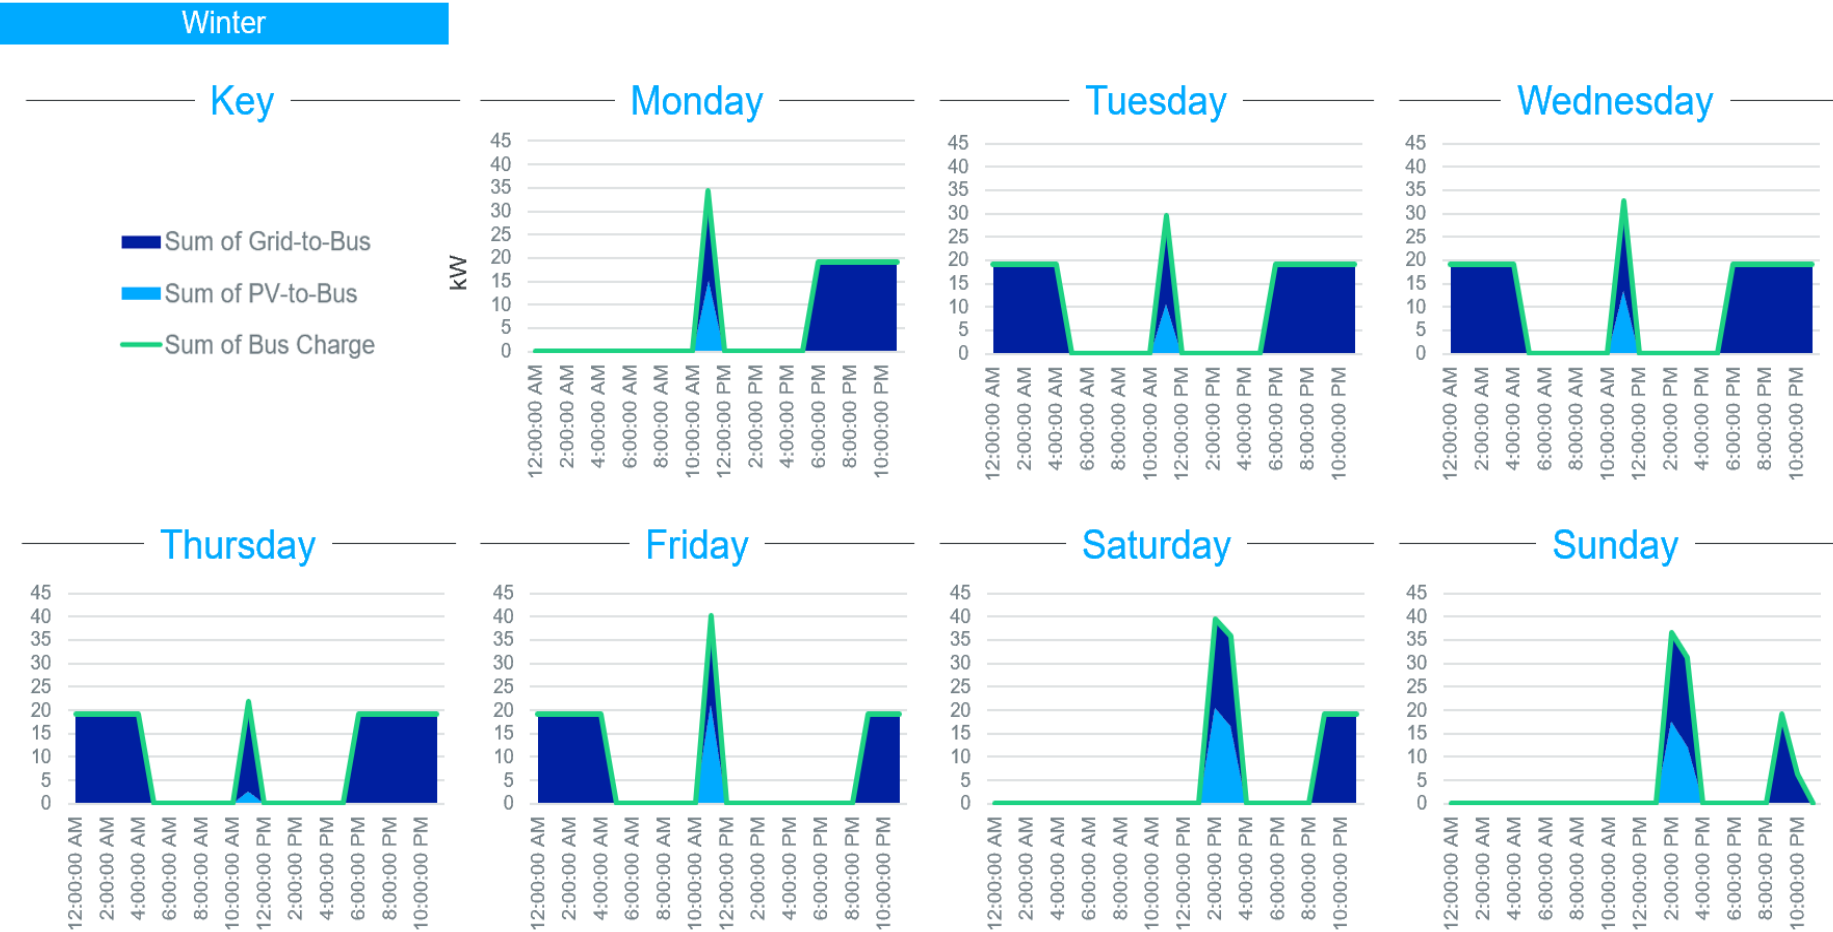 Winter
Key
Sum of Grid-to-Bus
Sum of PV-to-Bus
Sum of Bus Charge
Monday
kW
45
40
35
30
25
20
15
10
5
0
12:00:00 AM
2:00:00 AM
4:00:00 AM
6:00:00 AM
8:00:00 AM
10:00:00 AM
12:00:00 PM
2:00:00 PM
4:00:00 PM
6:00:00 PM
8:00:00 PM
10:00:00 PM
Tuesday
45
40
35
30
25
20
15
10
5
0
12:00:00 AM
2:00:00 AM
4:00:00 AM
6:00:00 AM
8:00:00 AM
10:00:00 AM
12:00:00 PM
2:00:00 PM
4:00:00 PM
6:00:00 PM
8:00:00 PM
10:00:00 PM
Wednesday
45
40
35
30
25
20
15
10
5
0
12:00:00 AM
2:00:00 AM
4:00:00 AM
6:00:00 AM
8:00:00 AM
10:00:00 AM
12:00:00 PM
2:00:00 PM
4:00:00 PM
6:00:00 PM
8:00:00 PM
10:00:00 PM
Thursday
45
40
35
30
25
20
15
10
5
0
12:00:00 AM
2:00:00 AM
4:00:00 AM
6:00:00 AM
8:00:00 AM
10:00:00 AM
12:00:00 PM
2:00:00 PM
4:00:00 PM
6:00:00 PM
8:00:00 PM
10:00:00 PM
Friday
45
40
35
30
25
20
15
10
5
0
12:00:00 AM
2:00:00 AM
4:00:00 AM
6:00:00 AM
8:00:00 AM
10:00:00 AM
12:00:00 PM
2:00:00 PM
4:00:00 PM
6:00:00 PM
8:00:00 PM
10:00:00 PM
Saturday
45
40
35
30
25
20
15
10
5
0
12:00:00 AM
2:00:00 AM
4:00:00 AM
6:00:00 AM
8:00:00 AM
10:00:00 AM
12:00:00 PM
2:00:00 PM
4:00:00 PM
6:00:00 PM
8:00:00 PM
10:00:00 PM
Sunday
45
40
35
30
25
20
15
10
5
0
12:00:00 AM
2:00:00 AM
4:00:00 AM
6:00:00 AM
8:00:00 AM
10:00:00 AM
12:00:00 PM
2:00:00 PM
4:00:00 PM
6:00:00 PM
8:00:00 PM
10:00:00 PM